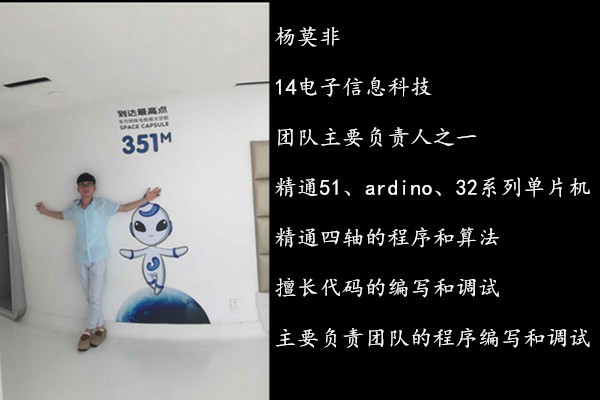 到达最高点
SPACE CAPSULE
351M
杨莫非
14电子信息科技
团队主要负责人之一
精通51、ardino、32系列单片机
精通四轴的程序和算法
擅长代码的编写和调试
主要负责团队的程序编写和调试